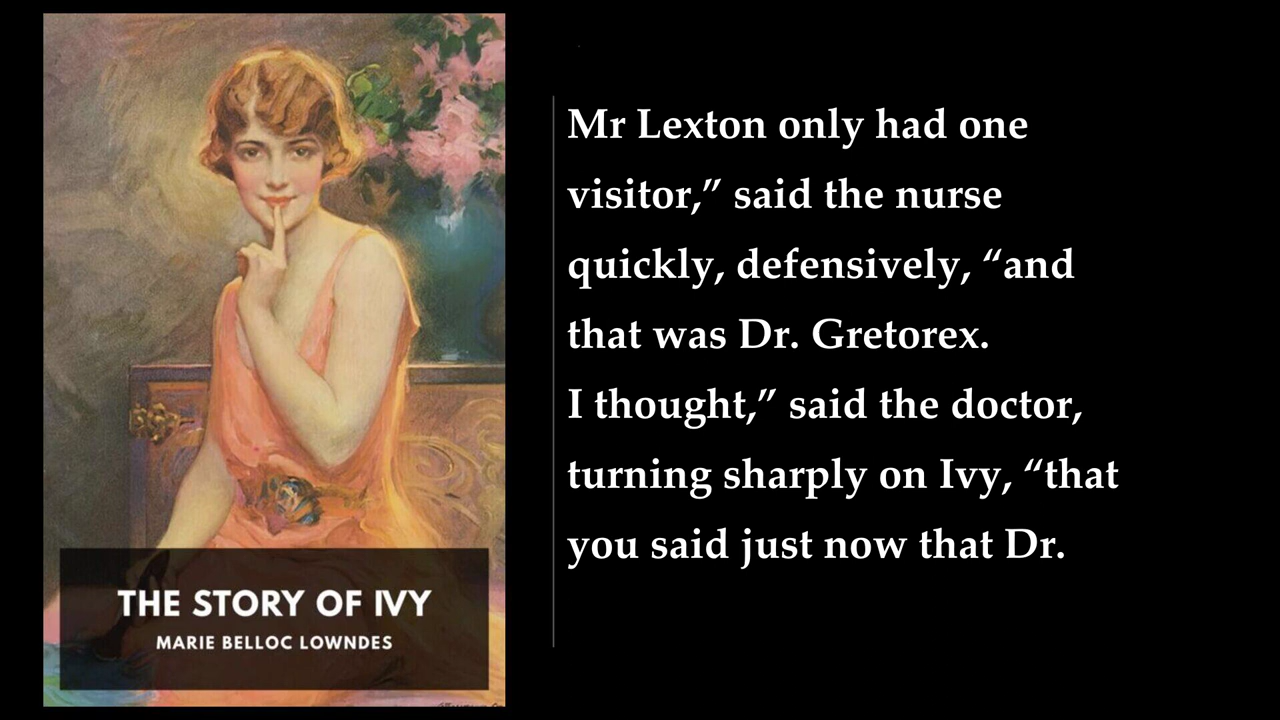 THE STORY OF IVY
MARIE BELLOC LOWNDES
Mr Lexton only had one
visitor,” said the nurse
quickly, defensively, “and
that was Dr. Gretorex.
I thought,” said the doctor,
turning sharply on Ivy, “that
you said just now that Dr.